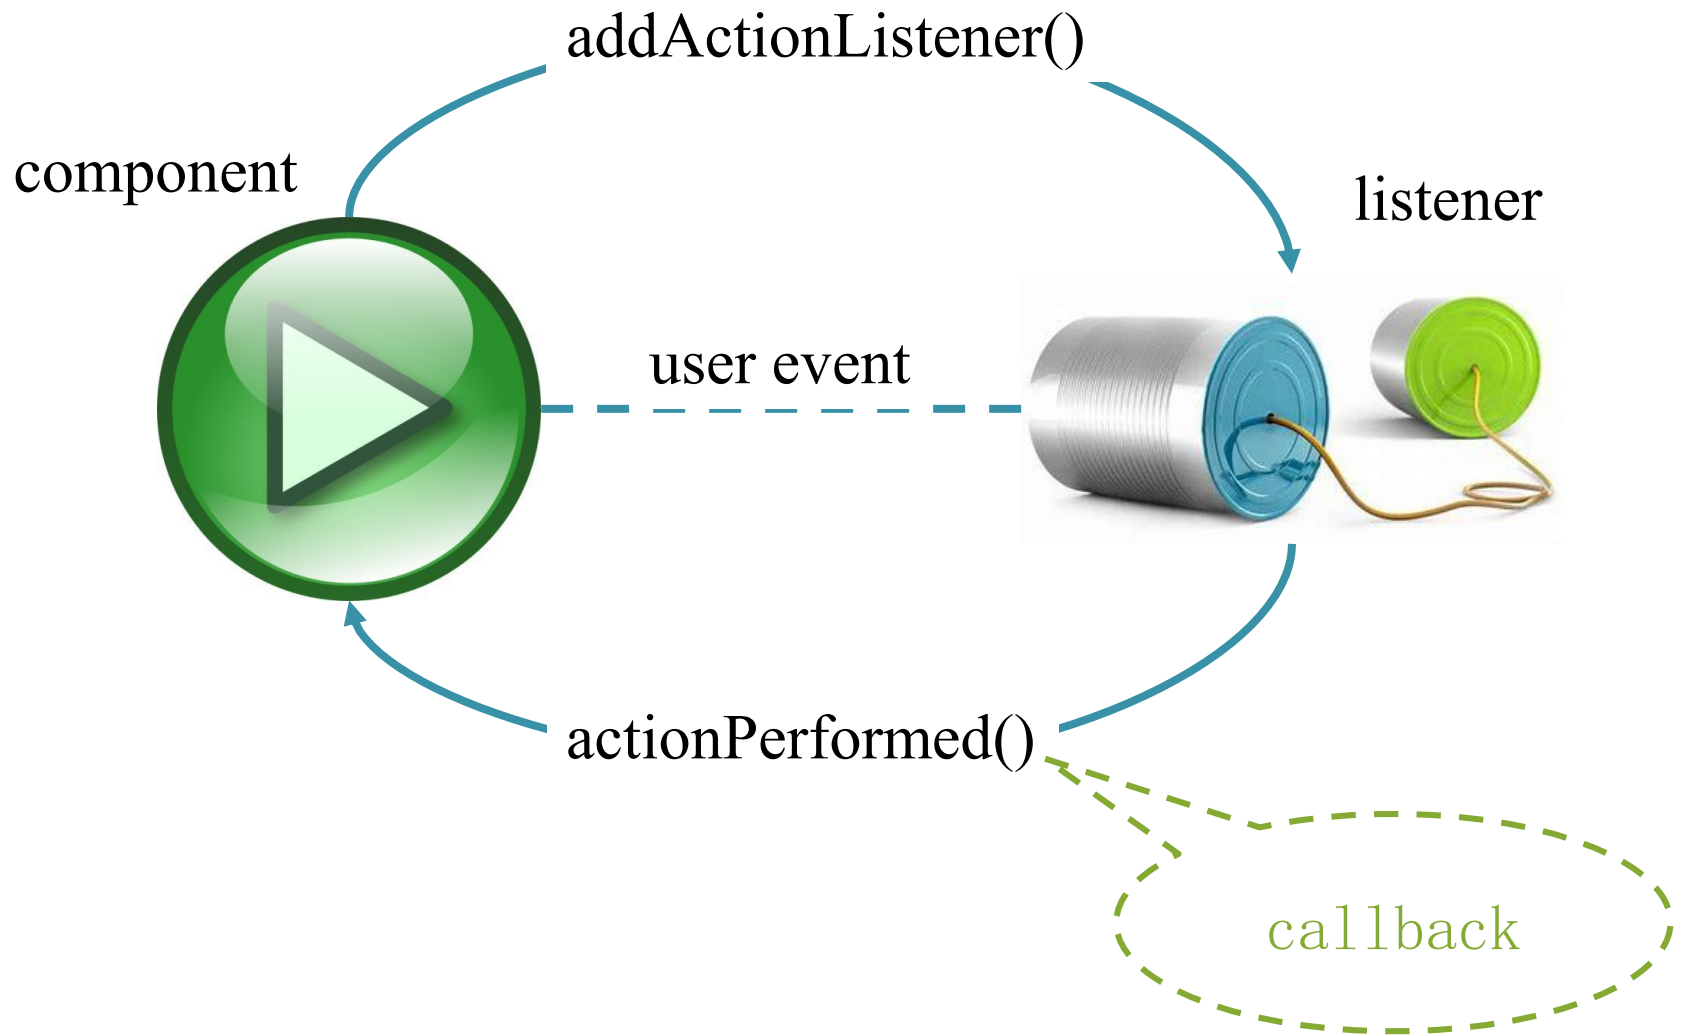 addActionListener()
component
listener
user event
actionPerformed()
callback